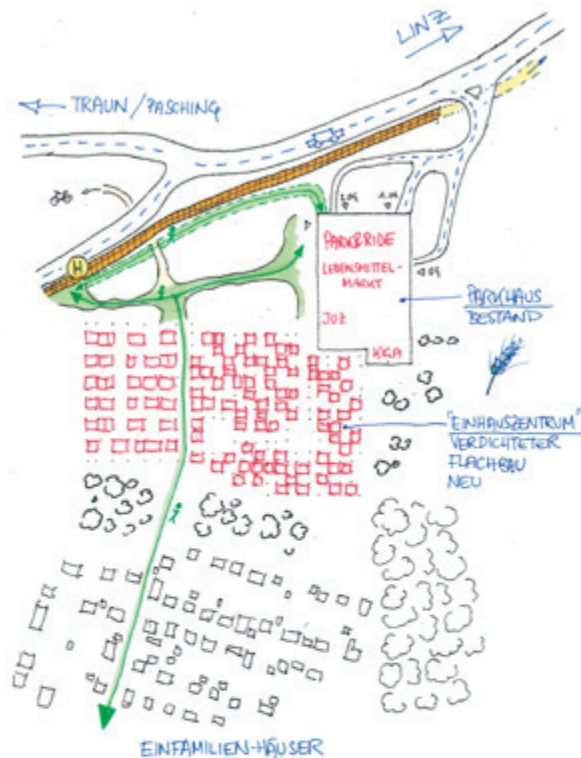 LINZ
TRAUN/PASCHING
H
PARK&RIDE
LEBENSMITTEL-
MARKT
JUZ
KIGA
PARKHAUS
BESTAND
"EINHAUSZENTRUM"
VERDICHTETER
FLACHBAU
NEU
EINFAMILIEN-HÄUSER